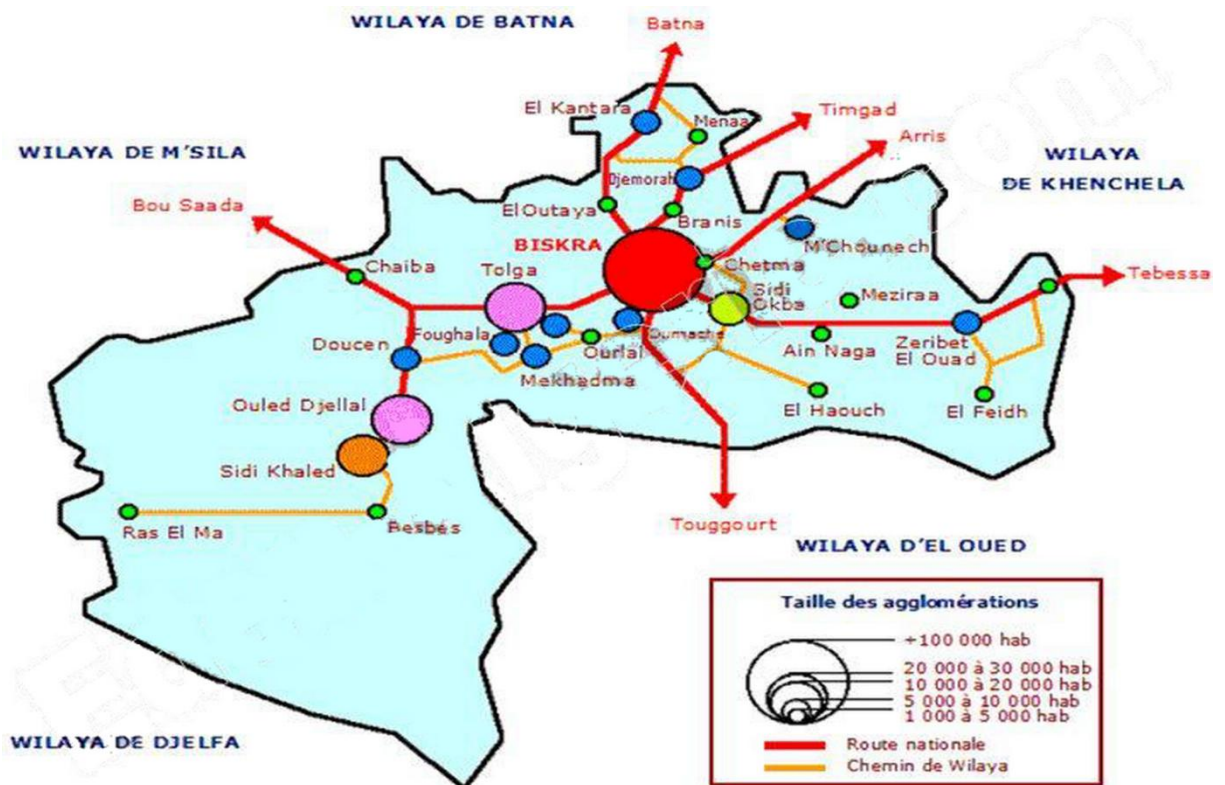 WILAYA DE BATNA
Batna
El Kantara
Menaa
Timgad
Arris
WILAYA DE M'SILA
WILAYA
DE KHENCHELA
Djemorah
Bou Saada
El Outaya
Branis
BISKRA
M'Chounech
Chaiba
Tolga
Chetma
Tebessa
Sidi
Okba
Meziraa
Foughala
Oumache
Doucen
Ourlal
Ain Naga
Zeribet
El Ouad
Mekhadma
Ouled Djellal
El Haouch
El Feidh
Sidi Khaled
Ras El Ma
Besbes
Touggourt
WILAYA D'EL OUED
Taille des agglomérations
+100 000 hab
20 000 à 30 000 hab
10 000 à 20 000 hab
5 000 à 10 000 hab
1 000 à 5 000 hab
Route nationale
Chemin de Wilaya
WILAYA DE DJELFA